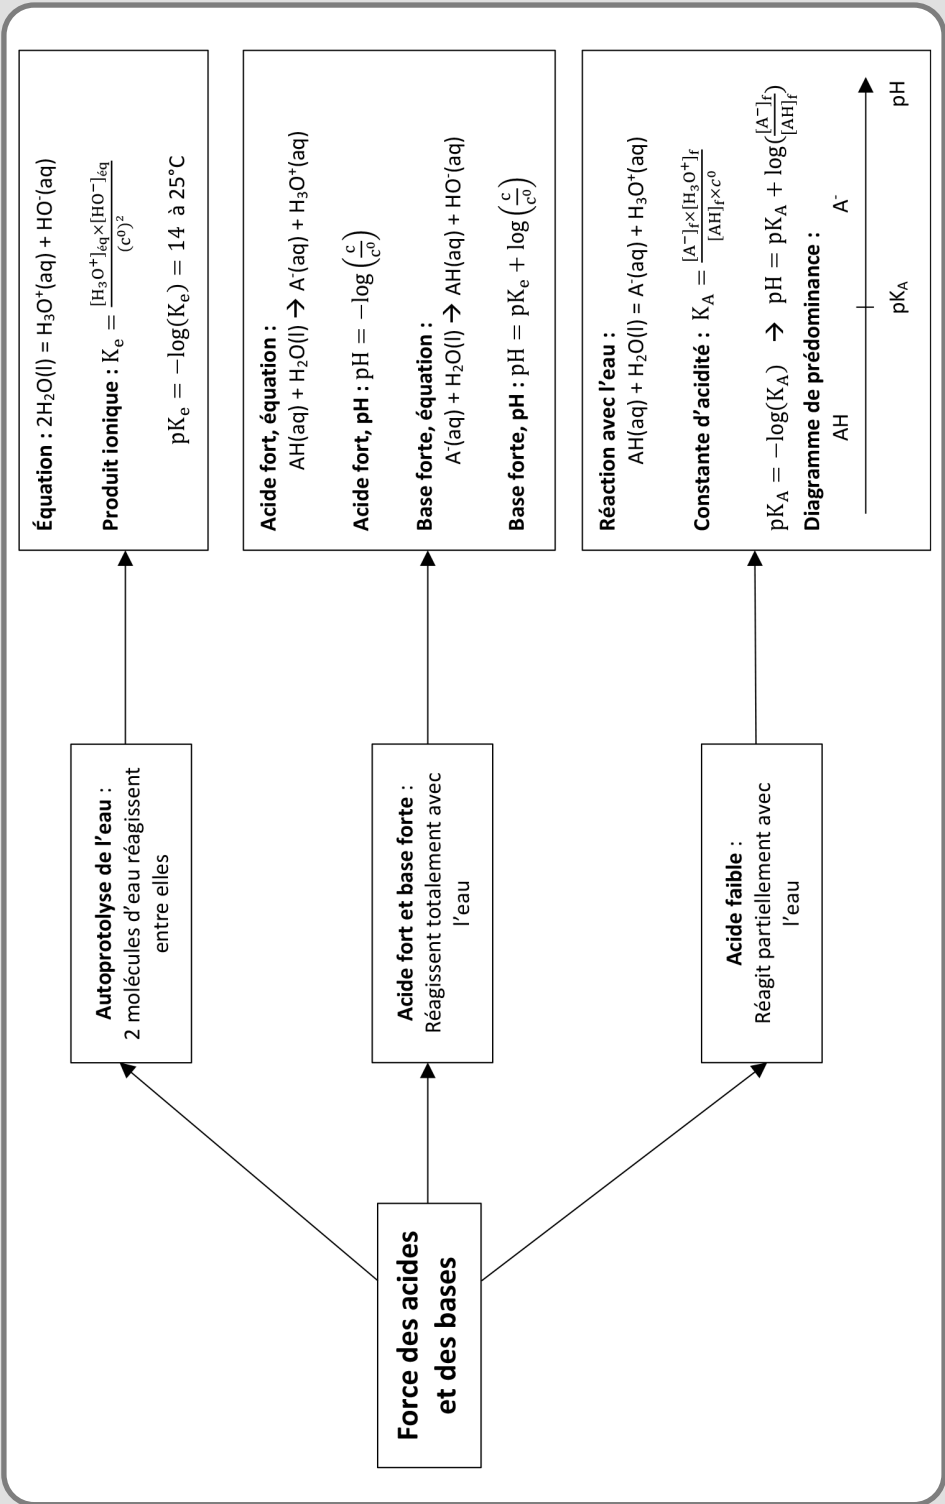 Force des acides
et des bases
Autoprotolyse de l'eau :
2 molécules d'eau réagissent
entre elles
Équation : 2H₂O(l) = H₃O⁺(aq) + HO⁻(aq)
Produit ionique : Kₑ = [H₃O⁺]éq×[HO⁻]éq / (c⁰)²
pKₑ = −log(Kₑ) = 14 à 25°C
Acide fort et base forte :
Réagissent totalement avec
l'eau
Acide fort, équation :
AH(aq) + H₂O(l) → A⁻(aq) + H₃O⁺(aq)
Acide fort, pH : pH = −log (c/c⁰)
Base forte, équation :
A⁻(aq) + H₂O(l) → AH(aq) + HO⁻(aq)
Base forte, pH : pH = pKₑ + log (c/c⁰)
Acide faible :
Réagit partiellement avec
l'eau
Réaction avec l'eau :
AH(aq) + H₂O(l) = A⁻(aq) + H₃O⁺(aq)
Constante d'acidité : K_A = [A⁻]f×[H₃O⁺]f / [AH]f×c⁰
pK_A = −log(K_A) → pH = pK_A + log([A⁻]f/[AH]f)
Diagramme de prédominance :
AH A⁻
pK_A pH